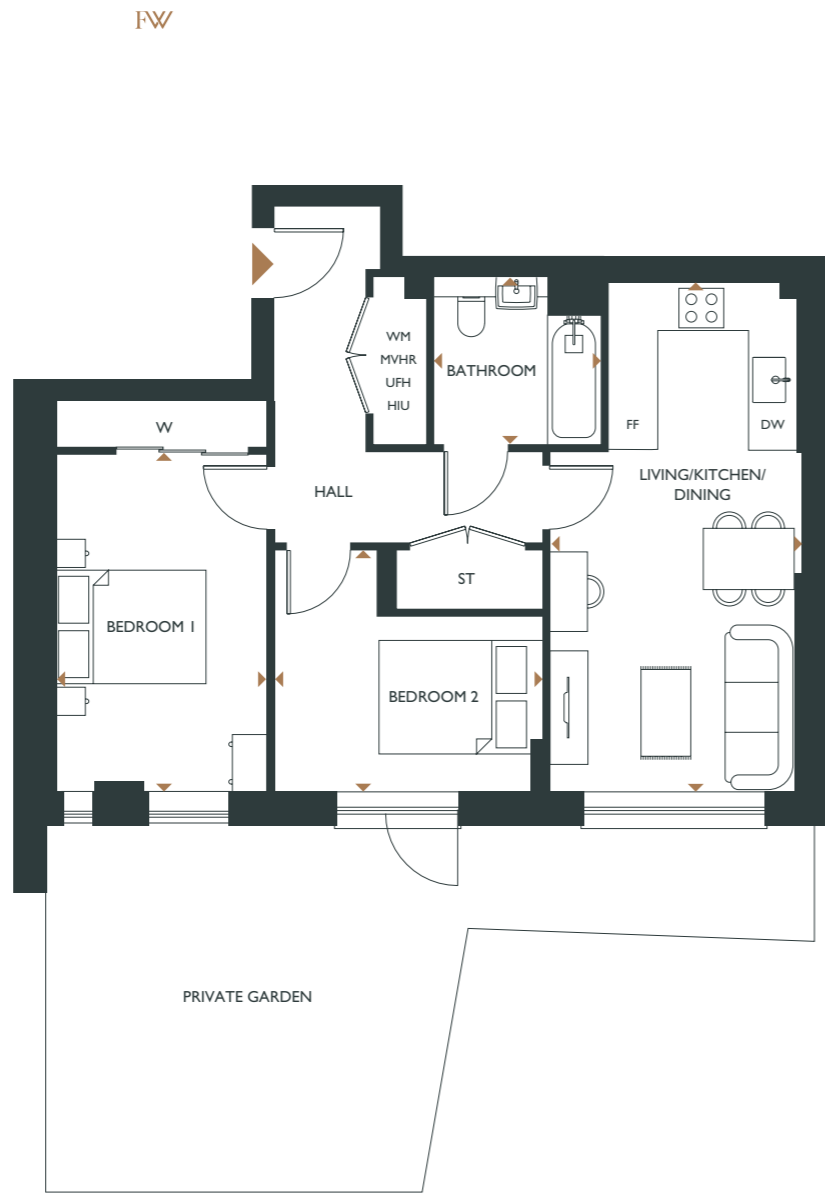 FW
WM
MVHR
UFH
HIU
BATHROOM
W
FF
DW
LIVING/KITCHEN/
DINING
HALL
ST
BEDROOM 1
BEDROOM 2
PRIVATE GARDEN